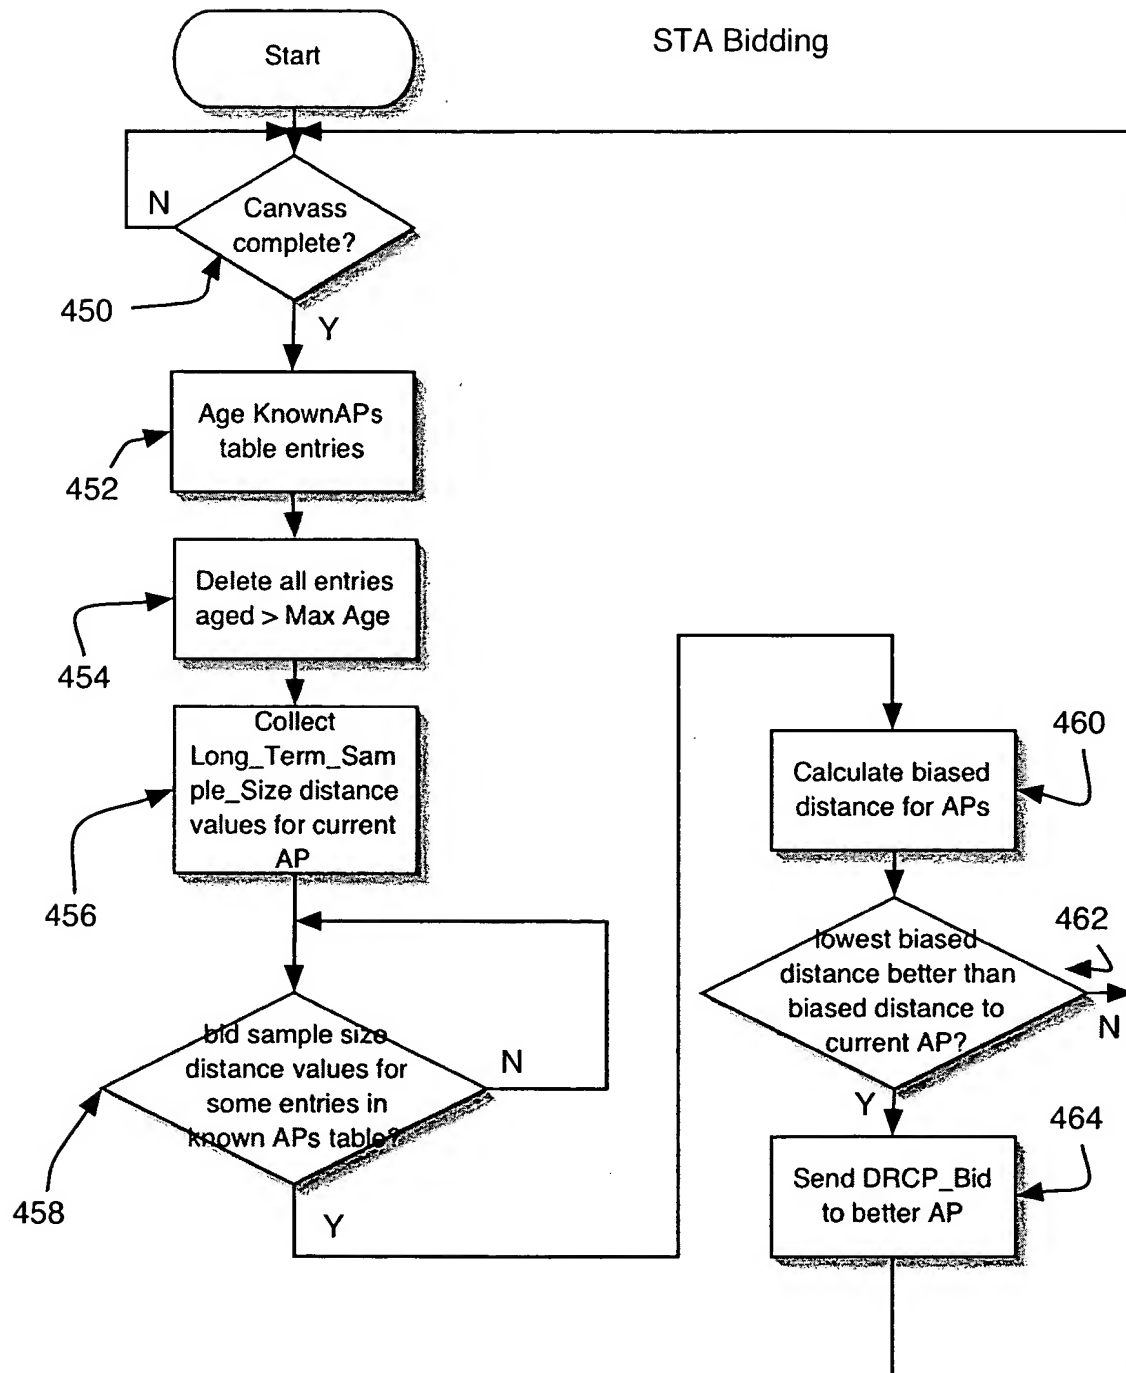 STA Bidding
Start
N
Canvass
complete?
450
Y
Age KnownAPs
table entries
452
Delete all entries
aged > Max Age
454
Collect
Long_Term_Sam
ple_Size distance
values for current
AP
456
bid sample size
distance values for
some entries in
known APs table?
N
458
Y
460
Calculate biased
distance for APs
462
lowest biased
distance better than
biased distance to
current AP?
N
Y
464
Send DRCP_Bid
to better AP